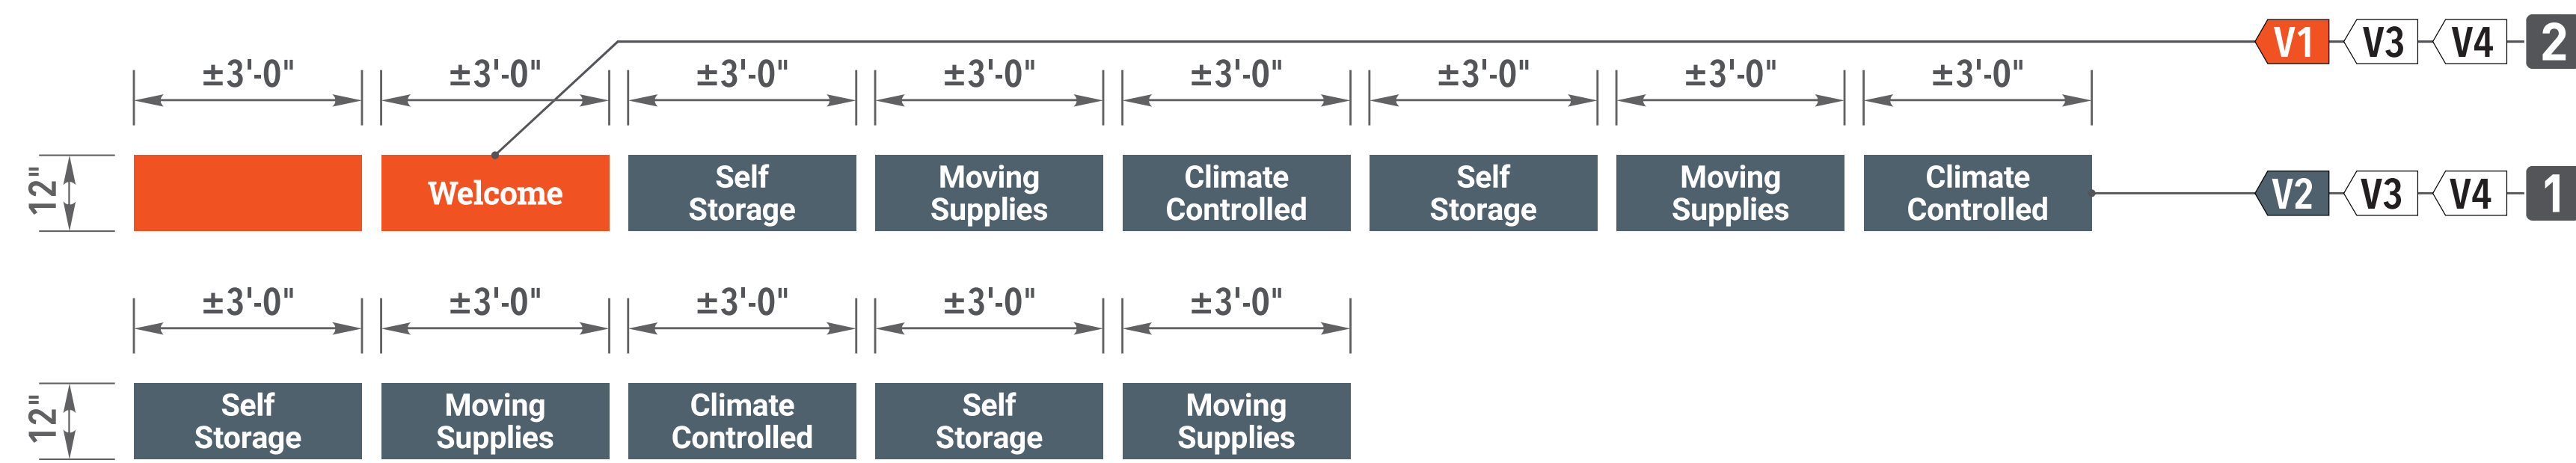 V1 V3 V4 2
±3'-0" ±3'-0" ±3'-0" ±3'-0" ±3'-0" ±3'-0" ±3'-0" ±3'-0"
12"
Welcome
Self Storage
Moving Supplies
Climate Controlled
Self Storage
Moving Supplies
Climate Controlled
V2 V3 V4 1
±3'-0" ±3'-0" ±3'-0" ±3'-0" ±3'-0"
12"
Self Storage
Moving Supplies
Climate Controlled
Self Storage
Moving Supplies